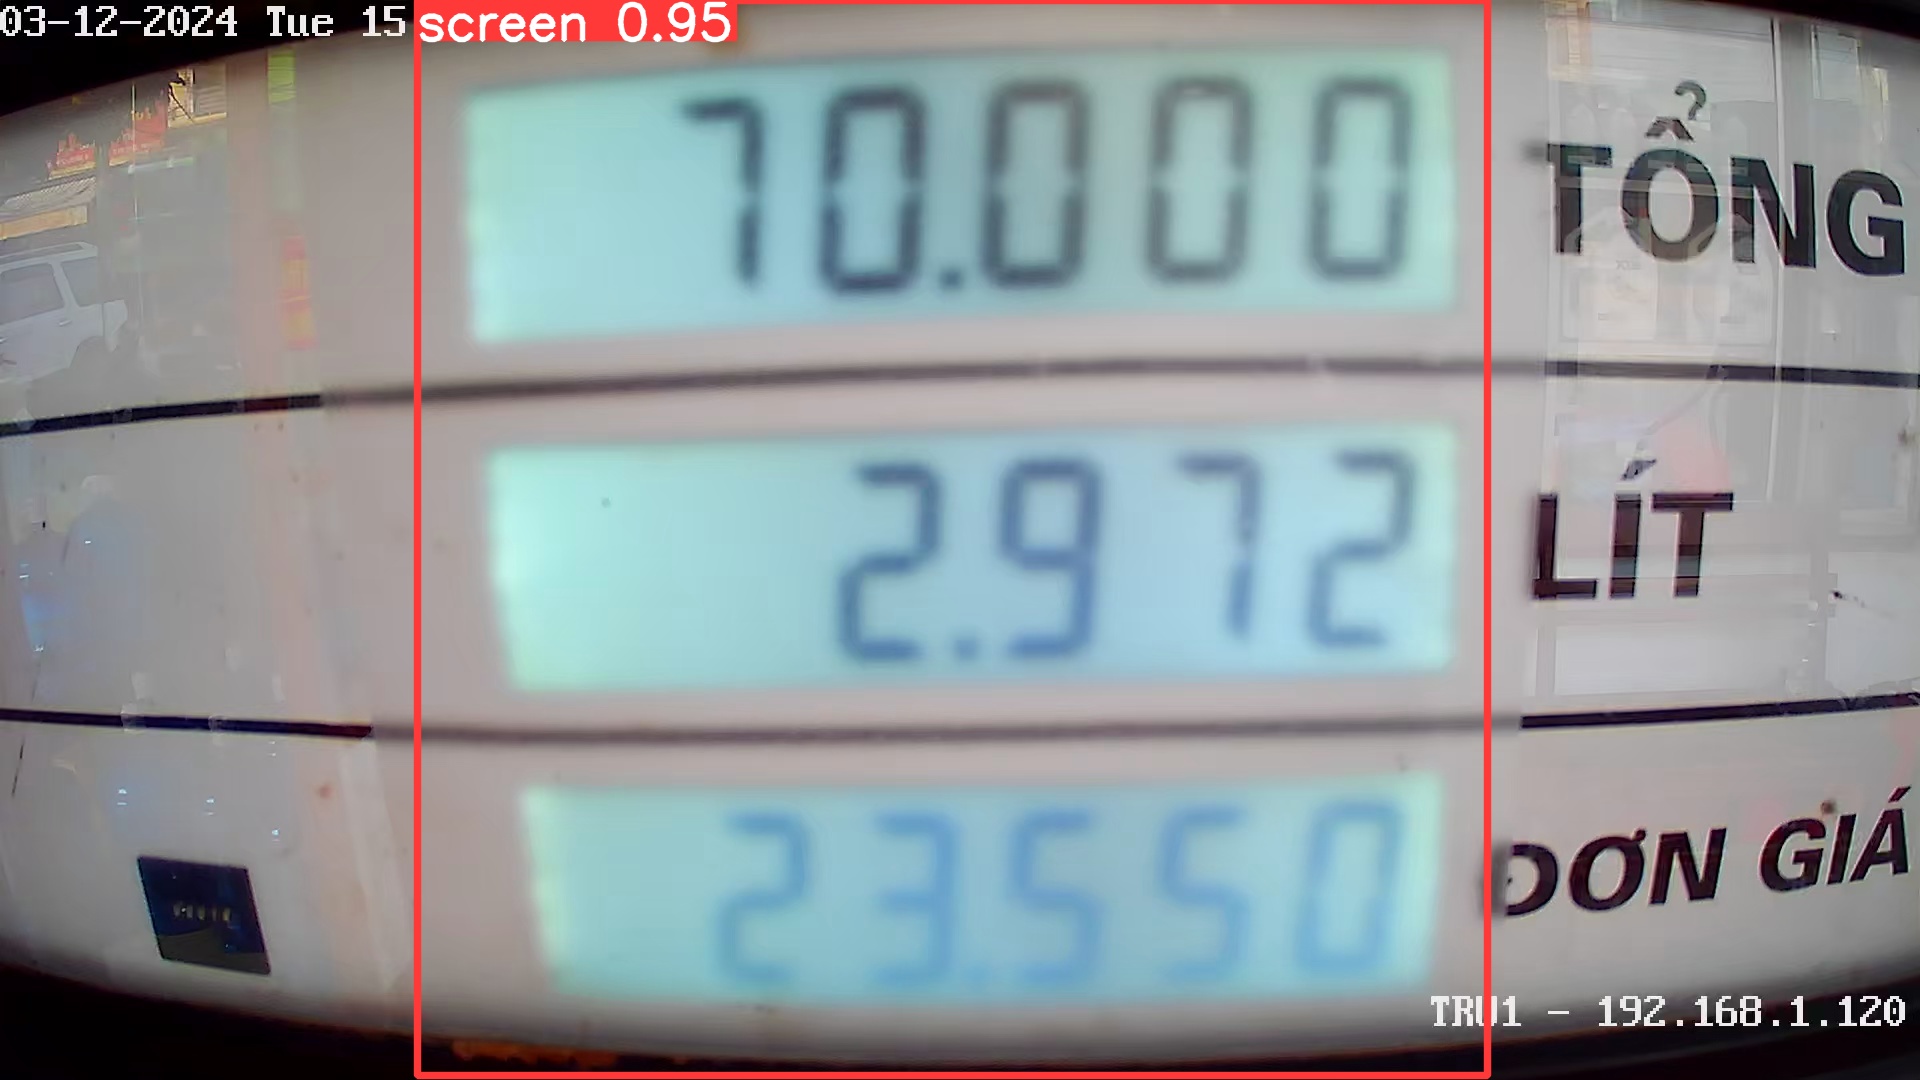 03-12-2024 Tue 15
screen 0.95
70.000
TỔNG
2.972
LÍT
23.550
ĐƠN GIÁ
TRU1 - 192.168.1.120